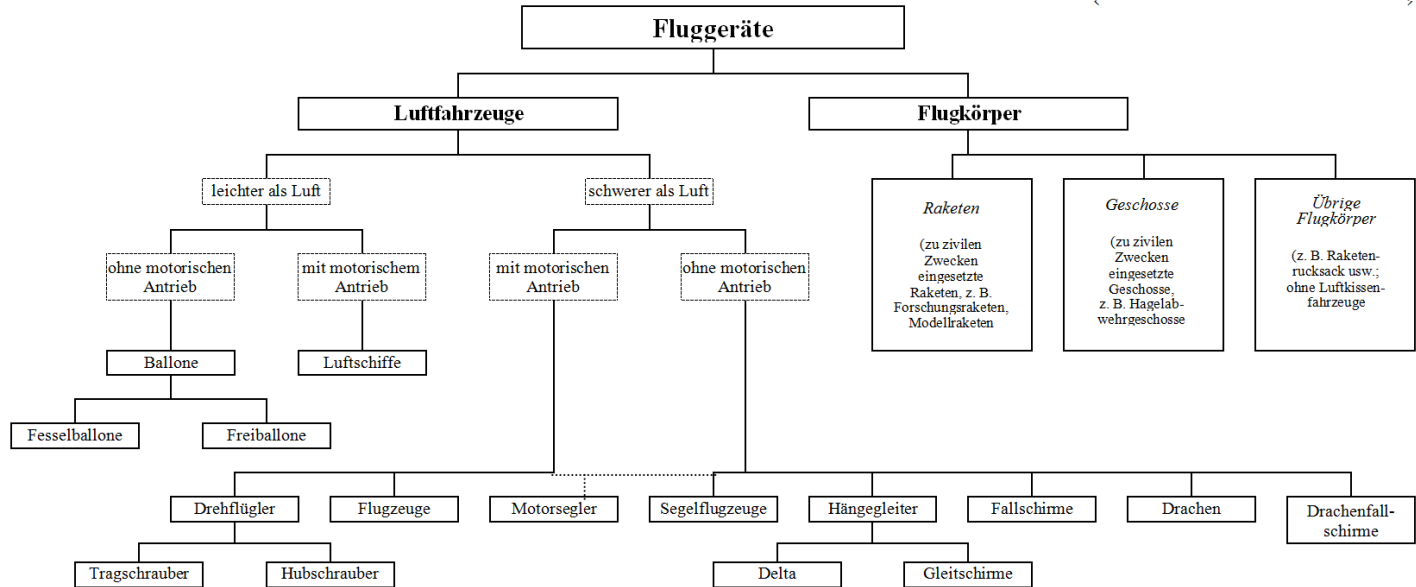 Fluggeräte
Luftfahrzeuge
Flugkörper
leichter als Luft
schwerer als Luft
Raketen
(zu zivilen
Zwecken
eingesetzte
Raketen, z. B.
Forschungsraketen,
Modellraketen
Geschosse
(zu zivilen
Zwecken
eingesetzte
Geschosse,
z. B. Hagelab-
wehrgeschosse
Übrige
Flugkörper
(z. B. Raketen-
rucksack usw.;
ohne Luftkissen-
fahrzeuge
ohne motorischen
Antrieb
mit motorischem
Antrieb
mit motorischen
Antrieb
ohne motorischen
Antrieb
Ballone
Luftschiffe
Fesselballone
Freiballone
Drehflügler
Flugzeuge
Motorsegler
Segelflugzeuge
Hängegleiter
Fallschirme
Drachen
Drachenfall-
schirme
Tragschrauber
Hubschrauber
Delta
Gleitschirme